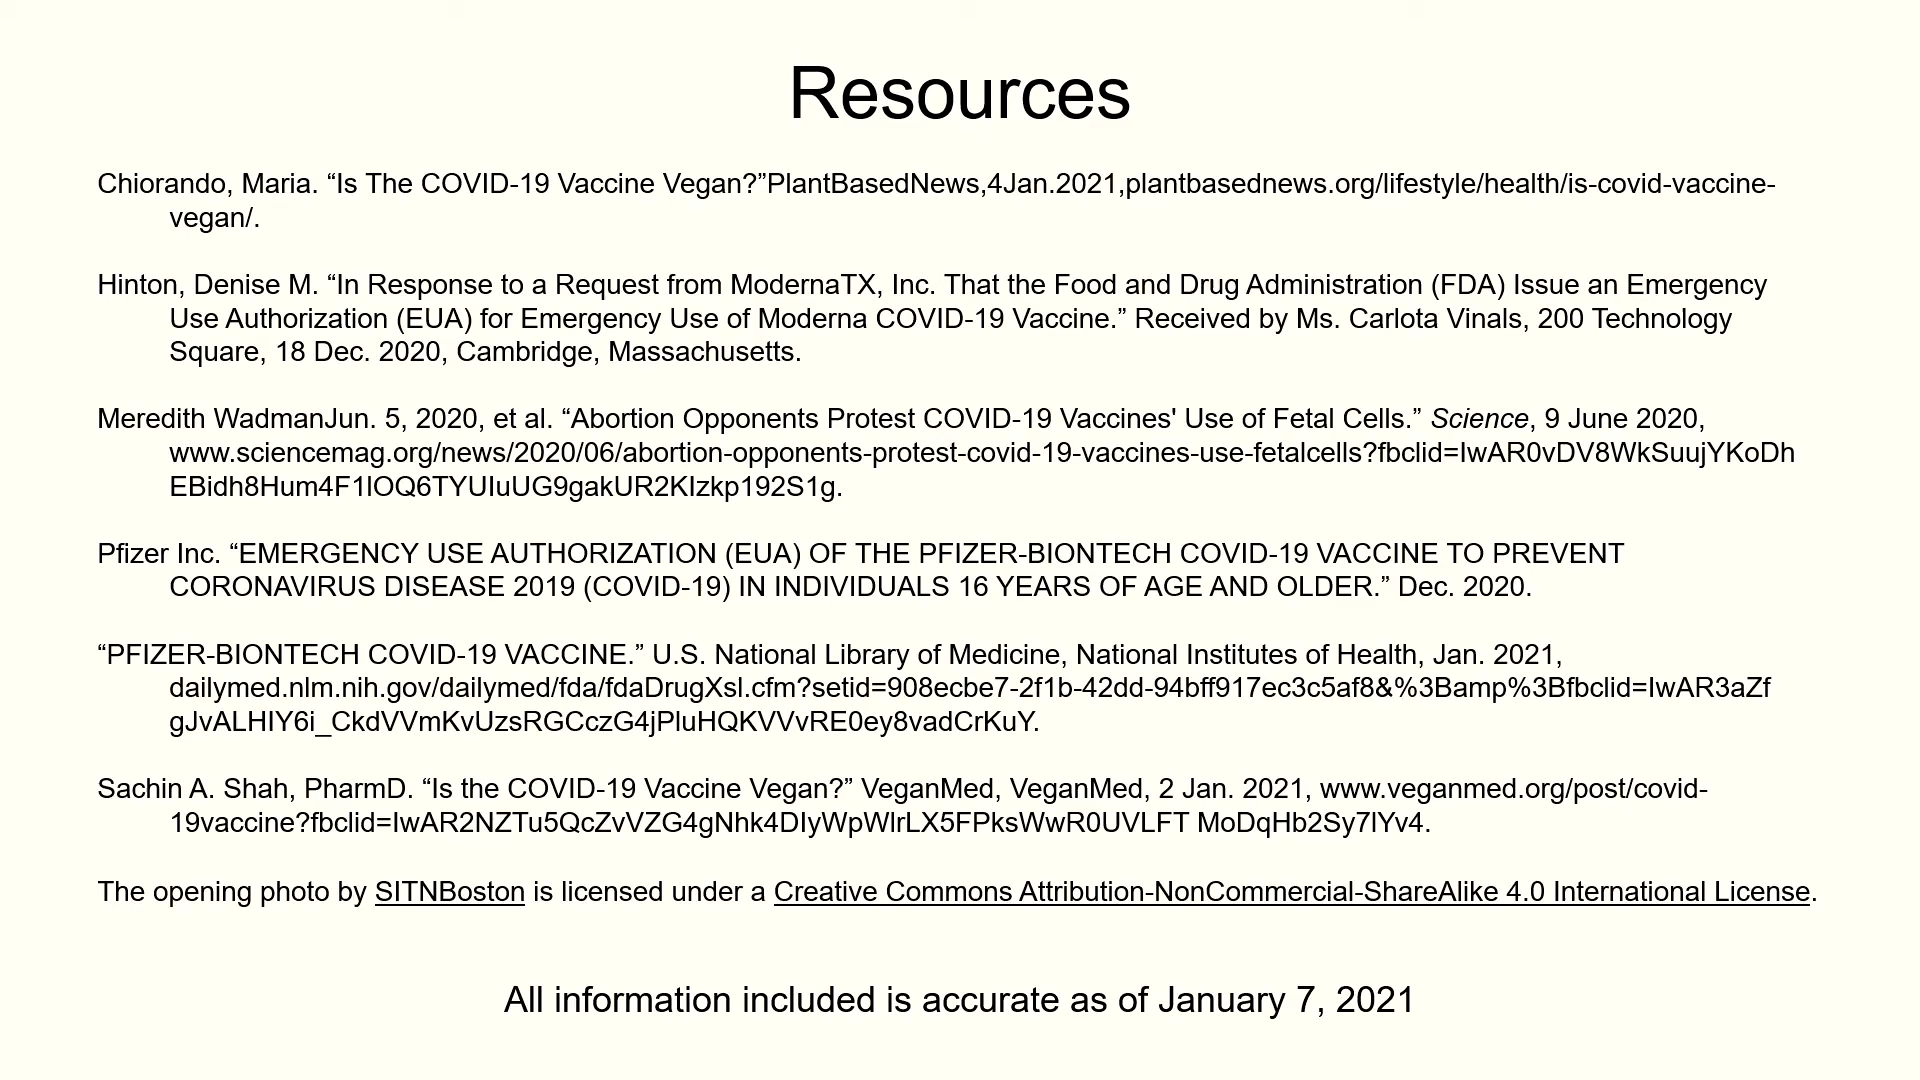 Resources
Chiorando, Maria. “Is The COVID-19 Vaccine Vegan?”PlantBasedNews,4Jan.2021,plantbasednews.org/lifestyle/health/is-covid-vaccine-
vegan/.
Hinton, Denise M. “In Response to a Request from ModernaTX, Inc. That the Food and Drug Administration (FDA) Issue an Emergency
Use Authorization (EUA) for Emergency Use of Moderna COVID-19 Vaccine.” Received by Ms. Carlota Vinals, 200 Technology
Square, 18 Dec. 2020, Cambridge, Massachusetts.
Meredith WadmanJun. 5, 2020, et al. “Abortion Opponents Protest COVID-19 Vaccines' Use of Fetal Cells.” Science, 9 June 2020,
www.sciencemag.org/news/2020/06/abortion-opponents-protest-covid-19-vaccines-use-fetalcells?fbclid=IwAR0vDV8WkSuujYKoDh
EBidh8Hum4F1lOQ6TYUIuUG9gakUR2KIzkp192S1g.
Pfizer Inc. “EMERGENCY USE AUTHORIZATION (EUA) OF THE PFIZER-BIONTECH COVID-19 VACCINE TO PREVENT
CORONAVIRUS DISEASE 2019 (COVID-19) IN INDIVIDUALS 16 YEARS OF AGE AND OLDER.” Dec. 2020.
“PFIZER-BIONTECH COVID-19 VACCINE.” U.S. National Library of Medicine, National Institutes of Health, Jan. 2021,
dailymed.nlm.nih.gov/dailymed/fda/fdaDrugXsl.cfm?setid=908ecbe7-2f1b-42dd-94bff917ec3c5af8&%3Bamp%3Bfbclid=IwAR3aZf
gJvALHIY6i_CkdVVmKvUzsRGCczG4jPluHQKVVvRE0ey8vadCrKuY.
Sachin A. Shah, PharmD. “Is the COVID-19 Vaccine Vegan?” VeganMed, VeganMed, 2 Jan. 2021, www.veganmed.org/post/covid-
19vaccine?fbclid=IwAR2NZTu5QcZvVZG4gNhk4DIyWpWlrLX5FPksWwR0UVLFT MoDqHb2Sy7lYv4.
The opening photo by SITNBoston is licensed under a Creative Commons Attribution-NonCommercial-ShareAlike 4.0 International License.
All information included is accurate as of January 7, 2021